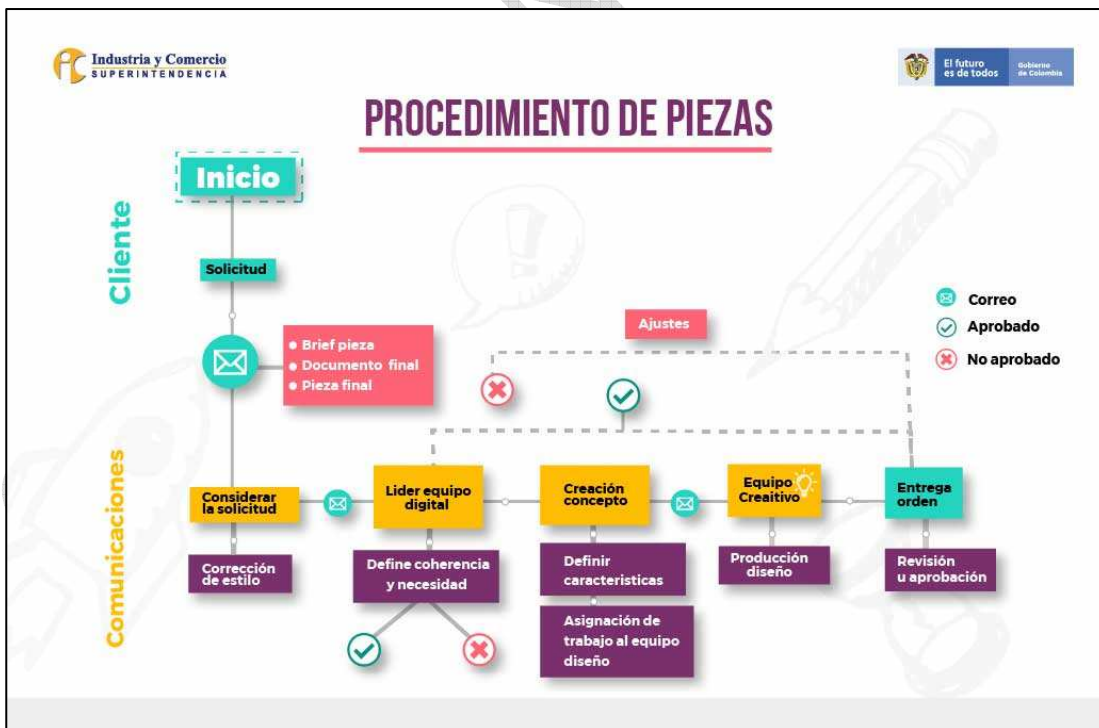 Industria y Comercio
SUPERINTENDENCIA
El futuro
es de todos
Gobierno
de Colombia
PROCEDIMIENTO DE PIEZAS
Inicio
Cliente
Solicitud
Brief pieza
Documento final
Pieza final
Ajustes
Correo
Aprobado
No aprobado
Comunicaciones
Considerar
la solicitud
Lider equipo
digital
Creación
concepto
Equipo
Creaitivo
Entrega
orden
Corrección
de estilo
Define coherencia
y necesidad
Definir
caracteristicas
Asignación de
trabajo al equipo
diseño
Producción
diseño
Revisión
u aprobación